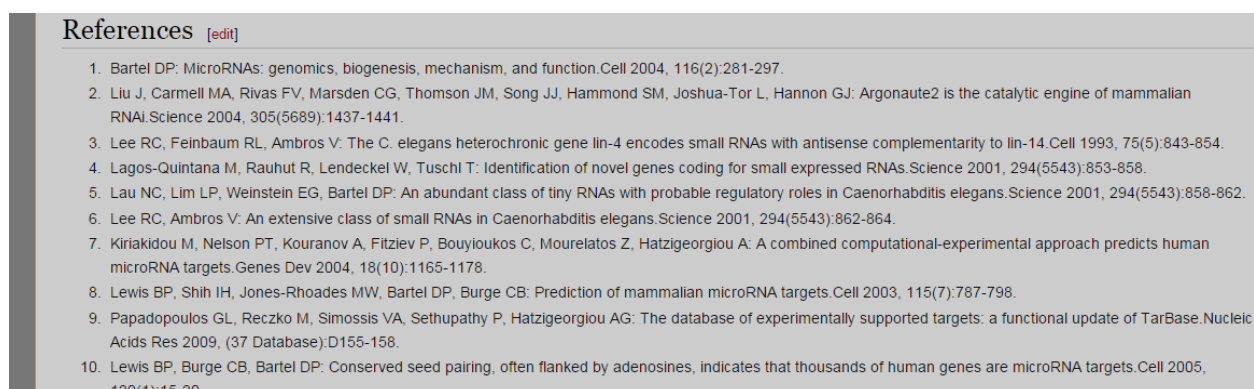 References [edit]
1. Bartel DP: MicroRNAs: genomics, biogenesis, mechanism, and function.Cell 2004, 116(2):281-297.
2. Liu J, Carmell MA, Rivas FV, Marsden CG, Thomson JM, Song JJ, Hammond SM, Joshua-Tor L, Hannon GJ: Argonaute2 is the catalytic engine of mammalian
RNAi.Science 2004, 305(5689):1437-1441.
3. Lee RC, Feinbaum RL, Ambros V: The C. elegans heterochronic gene lin-4 encodes small RNAs with antisense complementarity to lin-14.Cell 1993, 75(5):843-854.
4. Lagos-Quintana M, Rauhut R, Lendeckel W, Tuschl T: Identification of novel genes coding for small expressed RNAs.Science 2001, 294(5543):853-858.
5. Lau NC, Lim LP, Weinstein EG, Bartel DP: An abundant class of tiny RNAs with probable regulatory roles in Caenorhabditis elegans.Science 2001, 294(5543):858-862.
6. Lee RC, Ambros V: An extensive class of small RNAs in Caenorhabditis elegans.Science 2001, 294(5543):862-864.
7. Kiriakidou M, Nelson PT, Kouranov A, Fitziev P, Bouyioukos C, Mourelatos Z, Hatzigeorgiou A: A combined computational-experimental approach predicts human
microRNA targets.Genes Dev 2004, 18(10):1165-1178.
8. Lewis BP, Shih IH, Jones-Rhoades MW, Bartel DP, Burge CB: Prediction of mammalian microRNA targets.Cell 2003, 115(7):787-798.
9. Papadopoulos GL, Reczko M, Simossis VA, Sethupathy P, Hatzigeorgiou AG: The database of experimentally supported targets: a functional update of TarBase.Nucleic
Acids Res 2009, (37 Database):D155-158.
10. Lewis BP, Burge CB, Bartel DP: Conserved seed pairing, often flanked by adenosines, indicates that thousands of human genes are microRNA targets.Cell 2005,